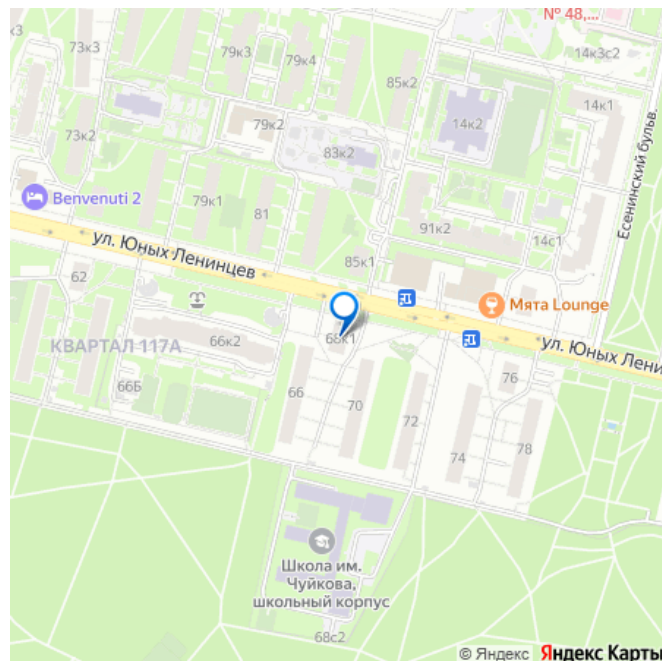 № 48,...
73к3
79к3
79к4
14к3с2
85к2
14к1
79к2
14к2
73к2
83к2
Есенинский бульв.
Benvenuti 2
79к1
81
91к2
14с1
ул. Юных Ленинцев
85к1
62
Мята Lounge
68к1
ул. Юных Лени
КВАРТАЛ 117А
66к2
66Б
66
70
72
76
74
78
Школа им.
Чуйкова,
школьный корпус
68с2
© Яндекс Яндекс Карты